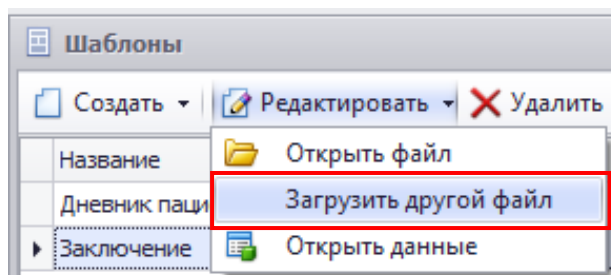 Шаблоны
Создать Редактировать Удалить
Название
Открыть файл
Дневник паци
Загрузить другой файл
Заключение
Открыть данные